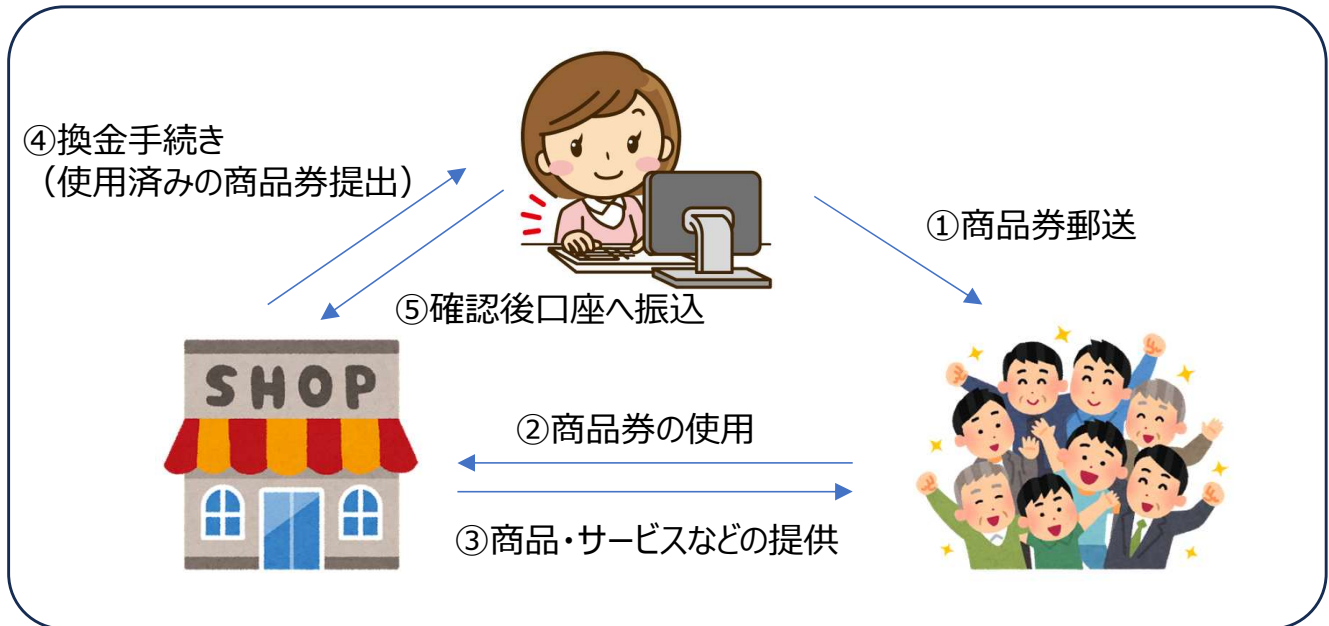 ④換金手続き
（使用済みの商品券提出）
①商品券郵送
⑤確認後口座へ振込
SHOP
②商品券の使用
③商品・サービスなどの提供